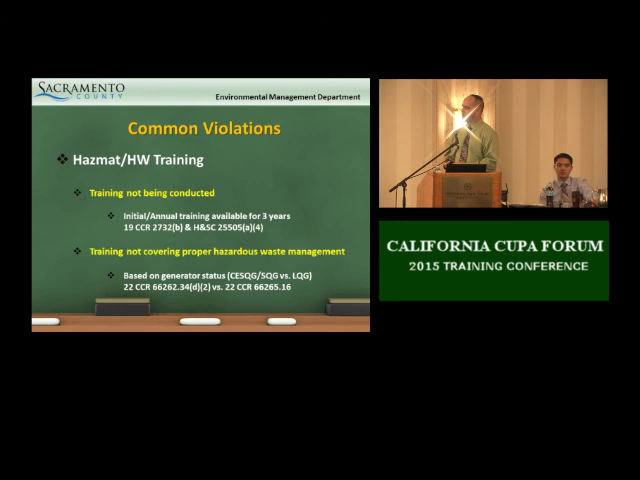 SACRAMENTO
COUNTY
Environmental Management Department
Common Violations
Hazmat/HW Training
Training not being conducted
Initial/Annual training available for 3 years
19 CCR 2732(b) & H&SC 25505(a)(4)
Training not covering proper hazardous waste management
Based on generator status (CESQG/SQG vs. LQG)
22 CCR 66262.34(d)(2) vs. 22 CCR 66265.16
CALIFORNIA CUPA FORUM
2015 TRAINING CONFERENCE